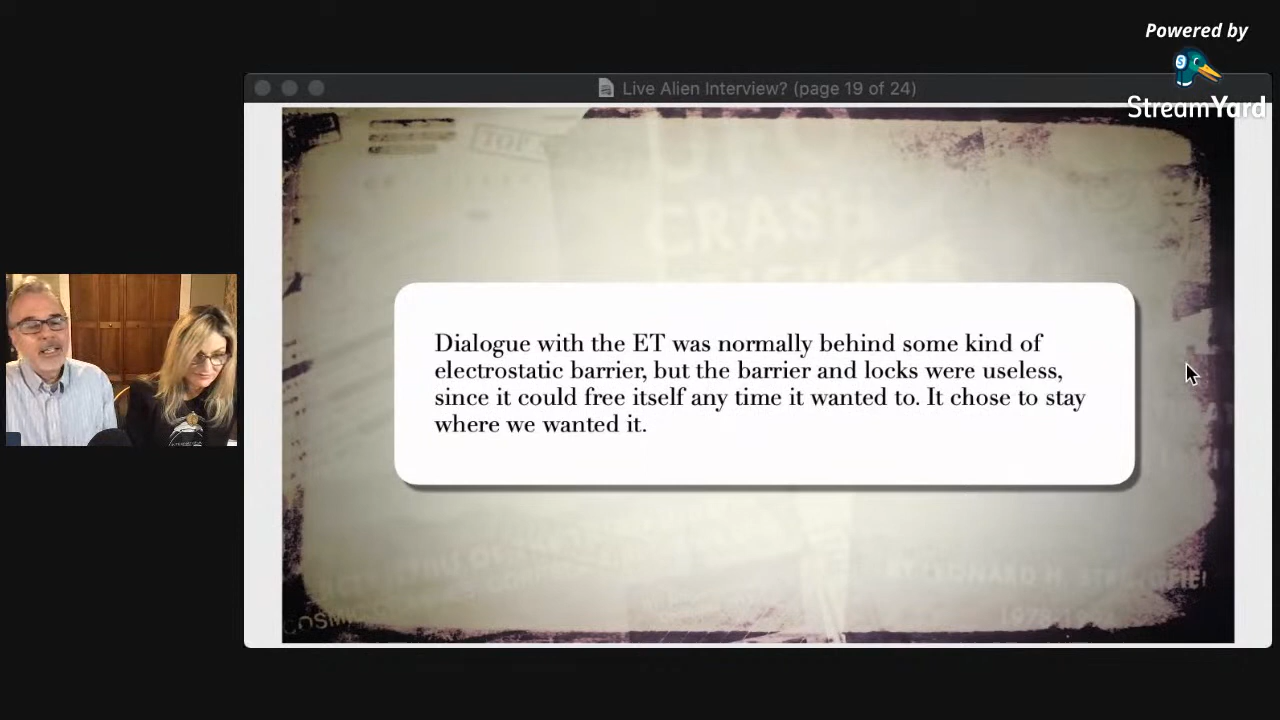 Powered by
StreamYard
Live Alien Interview? (page 19 of 24)
TOP
CRASH
Dialogue with the ET was normally behind some kind of
electrostatic barrier, but the barrier and locks were useless,
since it could free itself any time it wanted to. It chose to stay
where we wanted it.